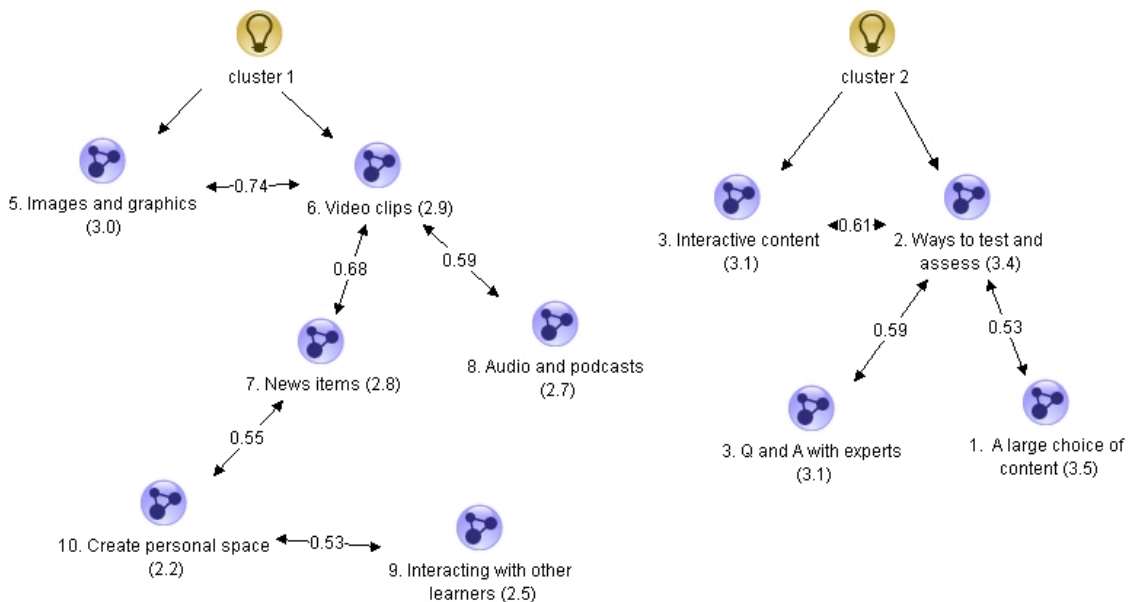 cluster 1
cluster 2
5. Images and graphics
(3.0)
0.74
6. Video clips (2.9)
3. Interactive content
(3.1)
0.61
2. Ways to test and
assess (3.4)
0.68
0.59
0.59
0.53
7. News items (2.8)
8. Audio and podcasts
(2.7)
0.55
3. Q and A with experts
(3.1)
1. A large choice of
content (3.5)
10. Create personal space
(2.2)
0.53
9. Interacting with other
learners (2.5)